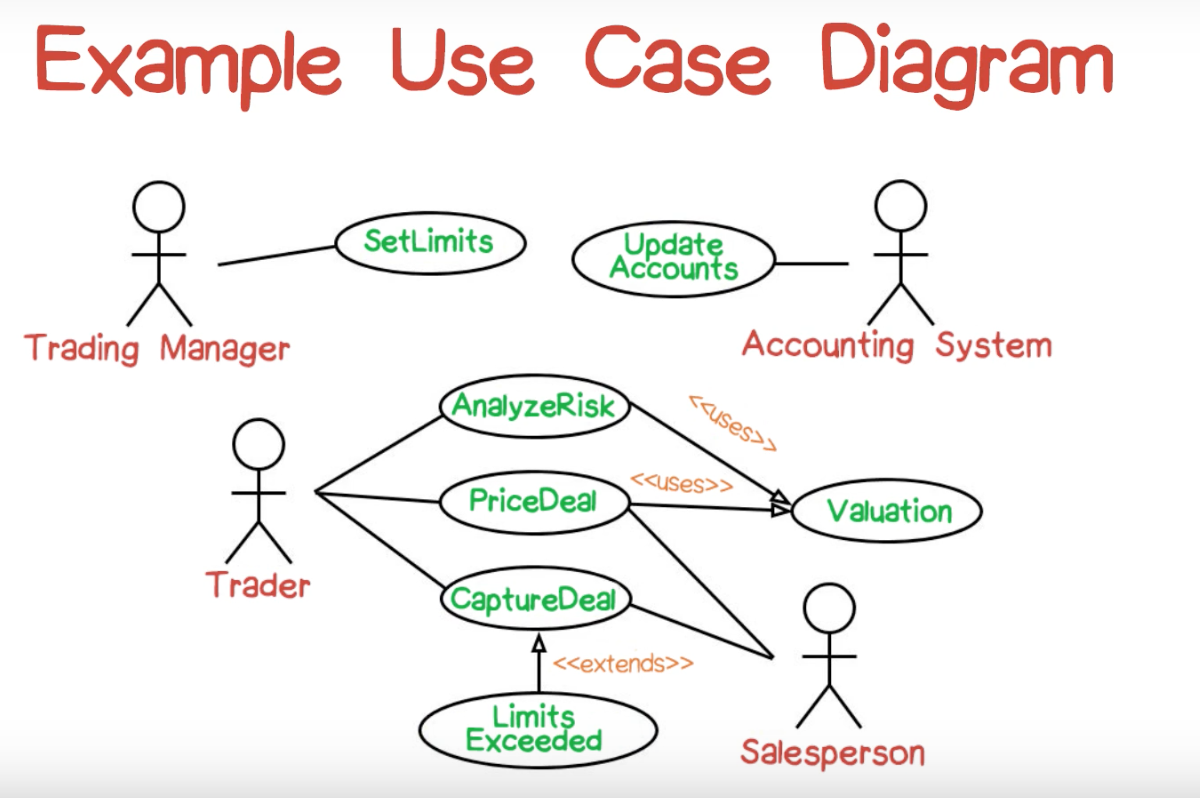 Example Use Case Diagram
SetLimits
Update
Accounts
Trading Manager
Accounting System
AnalyzeRisk
<<uses>>
PriceDeal
<<uses>>
Valuation
Trader
CaptureDeal
<<extends>>
Limits
Exceeded
Salesperson